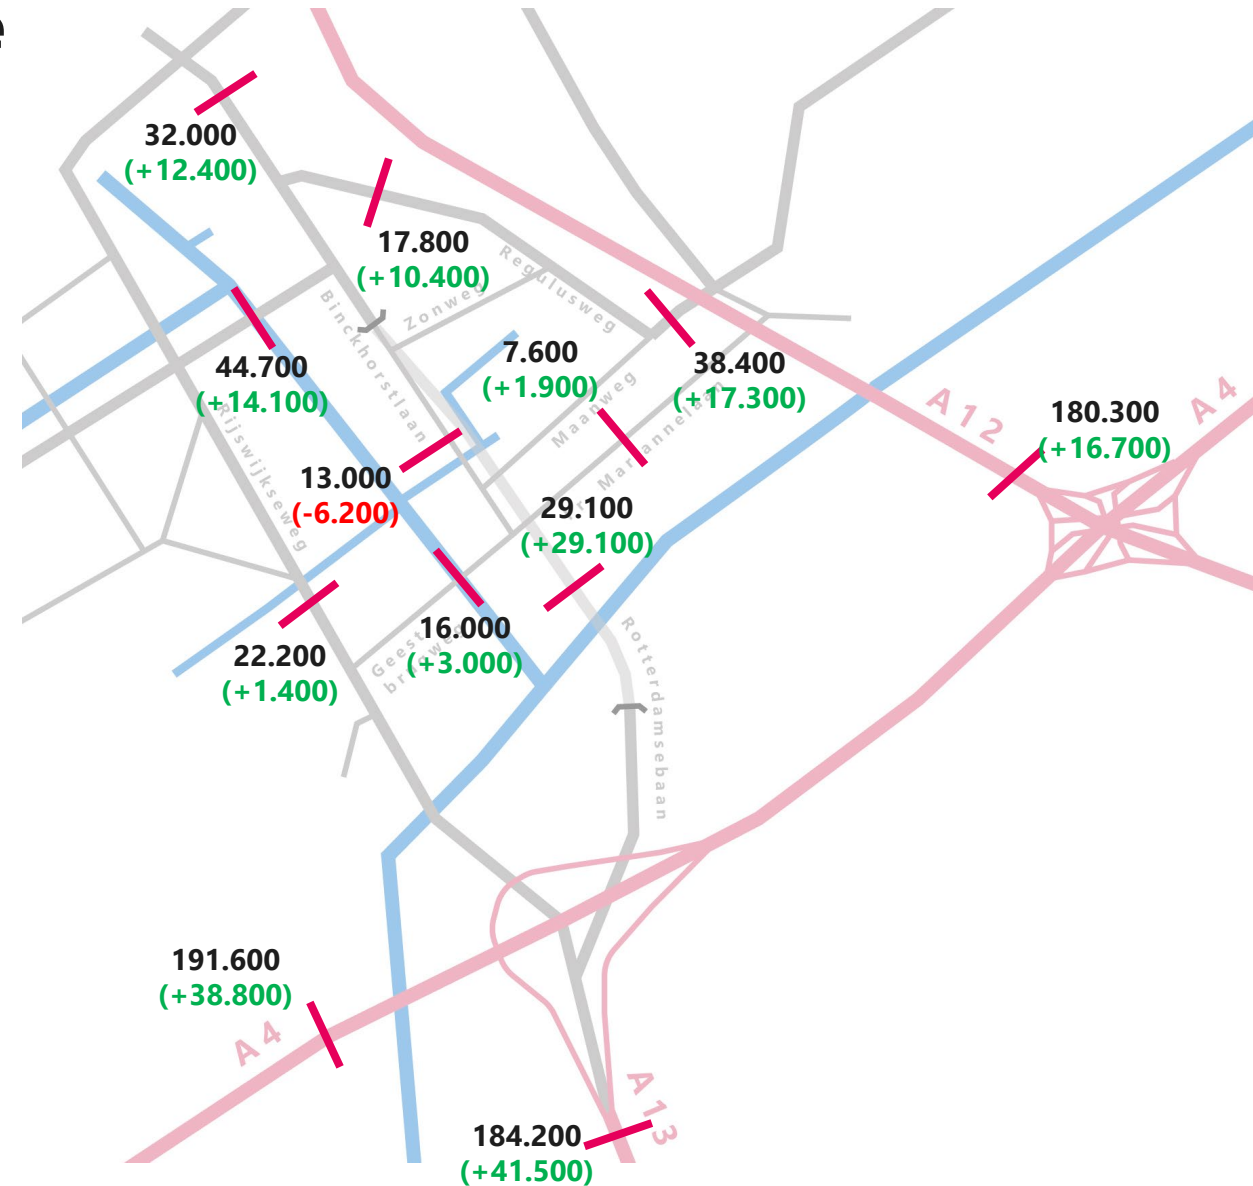 e
32.000
(+12.400)
17.800
(+10.400)
Regulusweg
Zonweg
Binckhorstlaan
7.600
(+1.900)
38.400
(+17.300)
44.700
(+14.100)
Maanweg
A12
A4
180.300
(+16.700)
Rijswijkseweg
13.000
(-6.200)
29.100
(+29.100)
16.000
(+3.000)
22.200
(+1.400)
Rotterdamsebaan
191.600
(+38.800)
A4
A13
184.200
(+41.500)